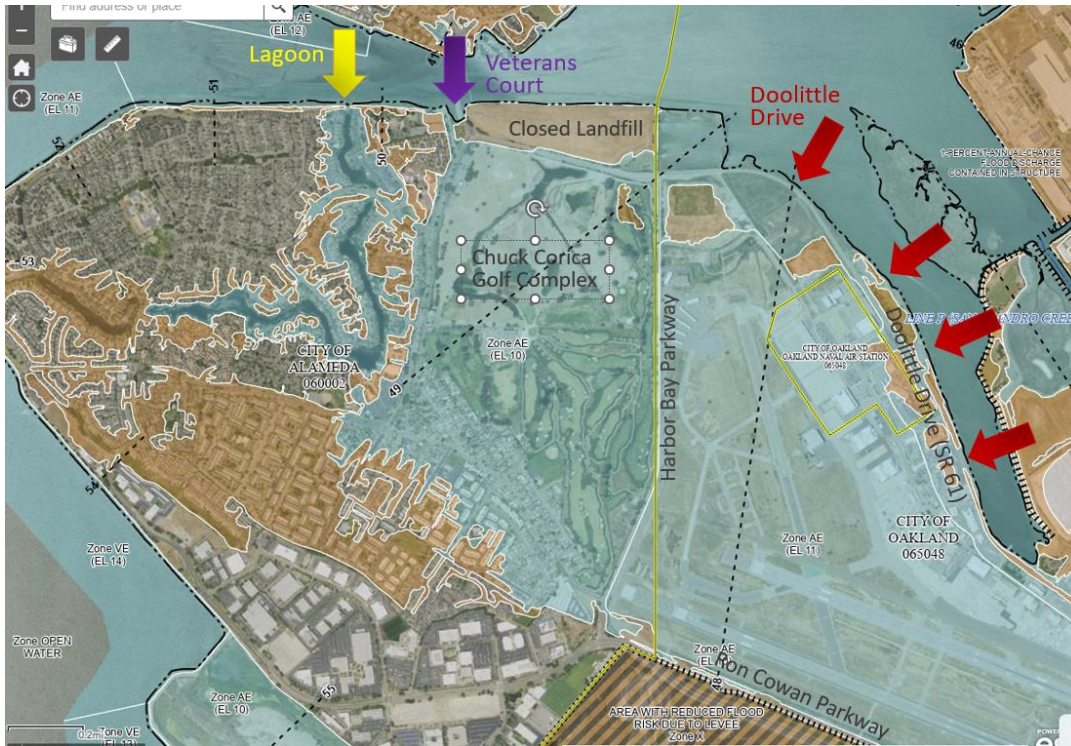 Find address or place
Zone AE
(EL 12)
Lagoon
Veterans
Court
41
46
51
Zone AE
(EL 11)
50
Closed Landfill
Doolittle
Drive
1-PERCENT-ANNUAL-CHANCE
FLOOD DISCHARGE
CONTAINED IN STRUCTURE
53
Chuck Corica
Golf Complex
Zone AE
(EL 10)
CITY OF
ALAMEDA
060002
49
Harbor Bay Parkway
CITY OF OAKLAND
OAKLAND NAVAL AIR STATION
065048
Doolittle Drive (SR 61)
54
Zone VE
(EL 14)
Zone AE
(EL 11)
CITY OF
OAKLAND
065048
Zone OPEN
WATER
Zone AE
(EL 10)
55
Zone AE
48
Ron Cowan Parkway
AREA WITH REDUCED FLOOD
RISK DUE TO LEVEE
Zone X
Zone VE